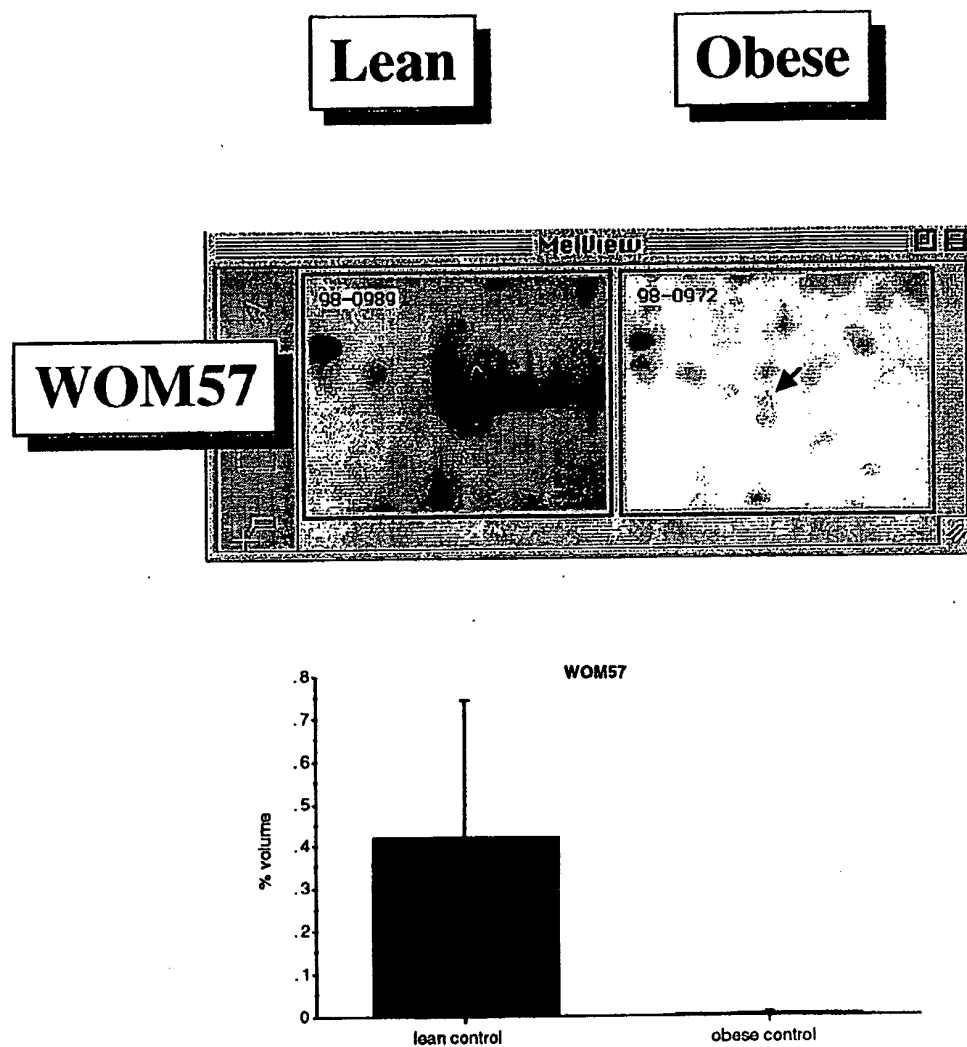 Lean
Obese
MelView
98-0989
98-0972
WOM57
WOM57
.8
.7
.6
.5
.4
.3
.2
.1
0
% volume
lean control
obese control